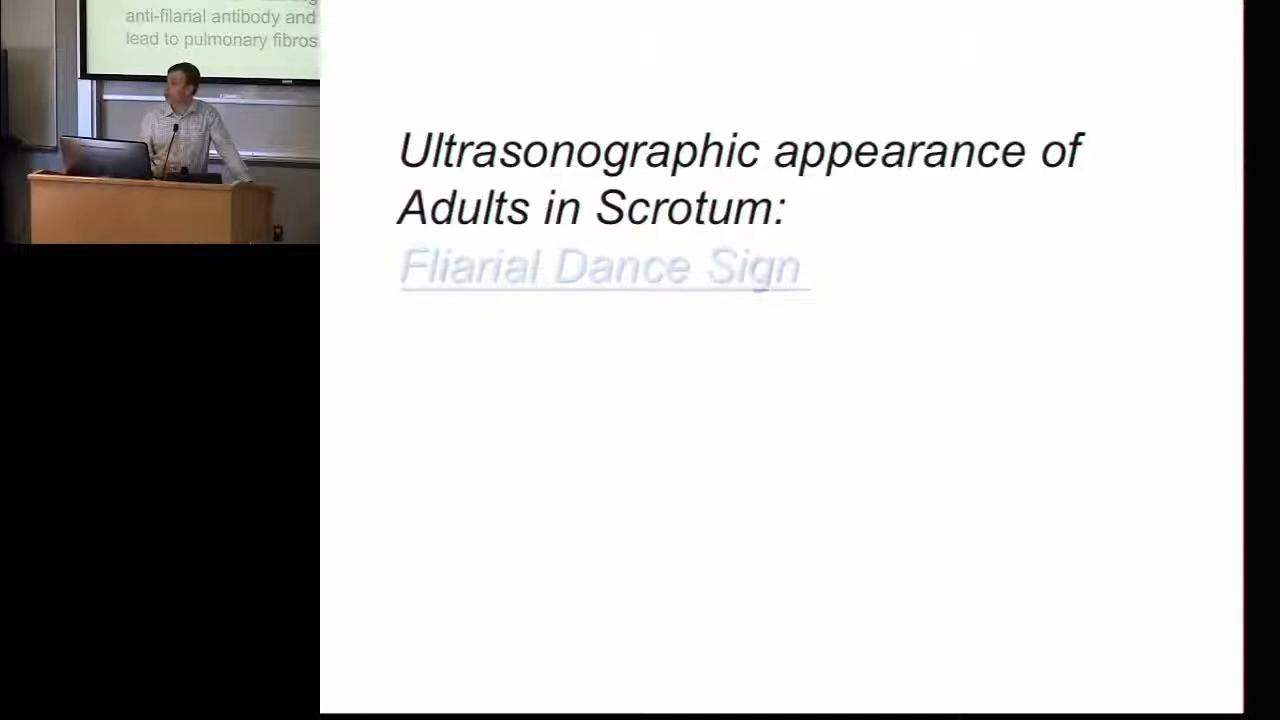 anti-filarial antibody and
lead to pulmonary fibros
Ultrasonographic appearance of
Adults in Scrotum:
Fliarial Dance Sign